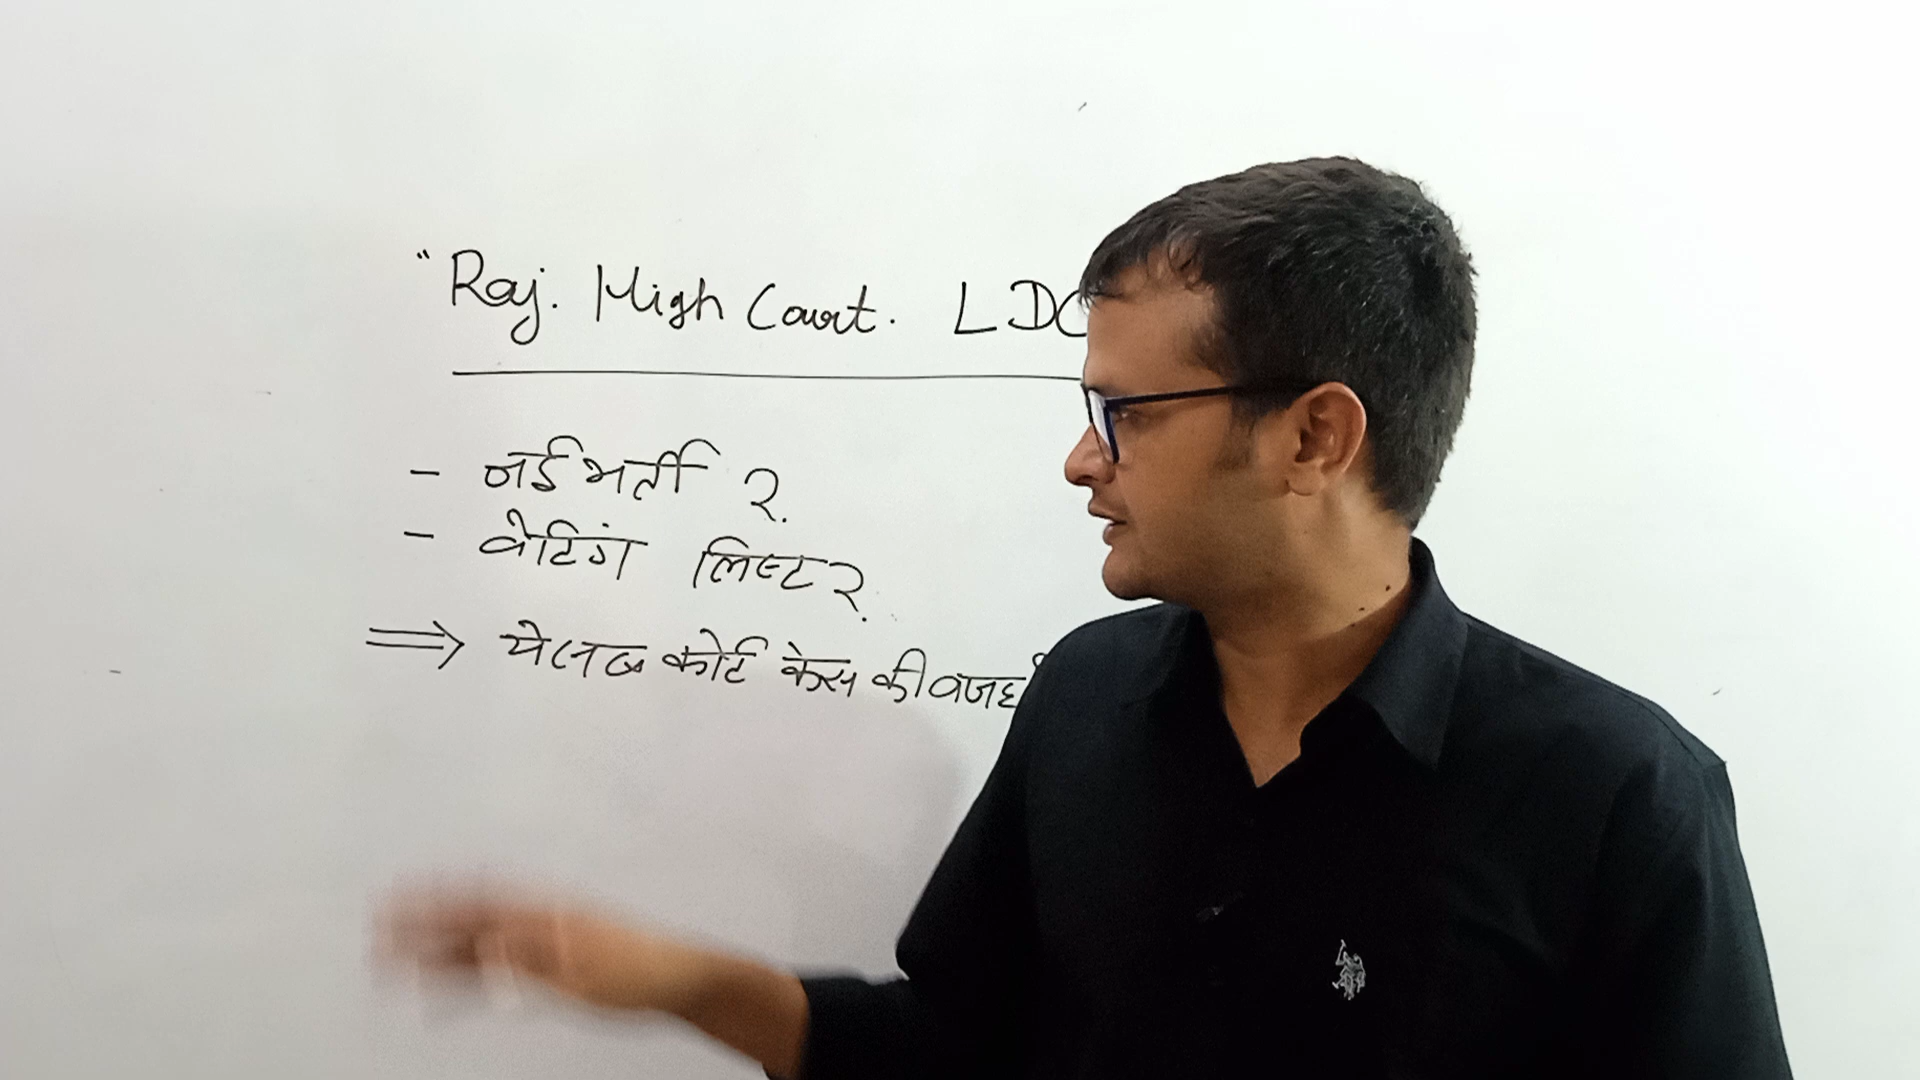 " Raj. High Court. LDC
- नई भर्ती ?
- वेटिंग लिस्ट ?
⇒ ये सब कोर्ट केस की वजह